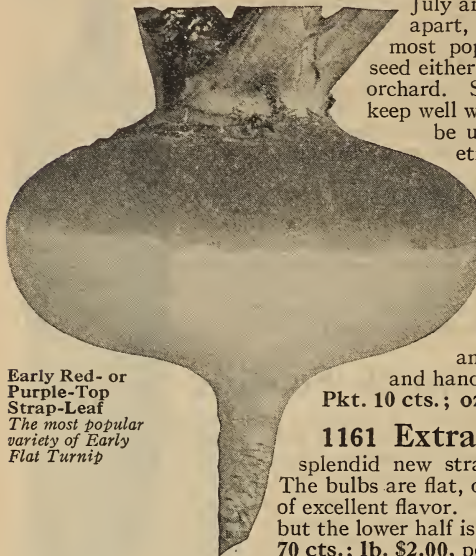 July an
apart,
most pop
seed either
orchard. S
keep well w
be u
et
Early Red- or
Purple-Top
Strap-Leaf
The most popular
variety of Early
Flat Turnip
an
and hand
Pkt. 10 cts.; oz
1161 Extra
splendid new stra
The bulbs are flat, o
of excellent flavor.
but the lower half is
70 cts.; lb. $2.00, p